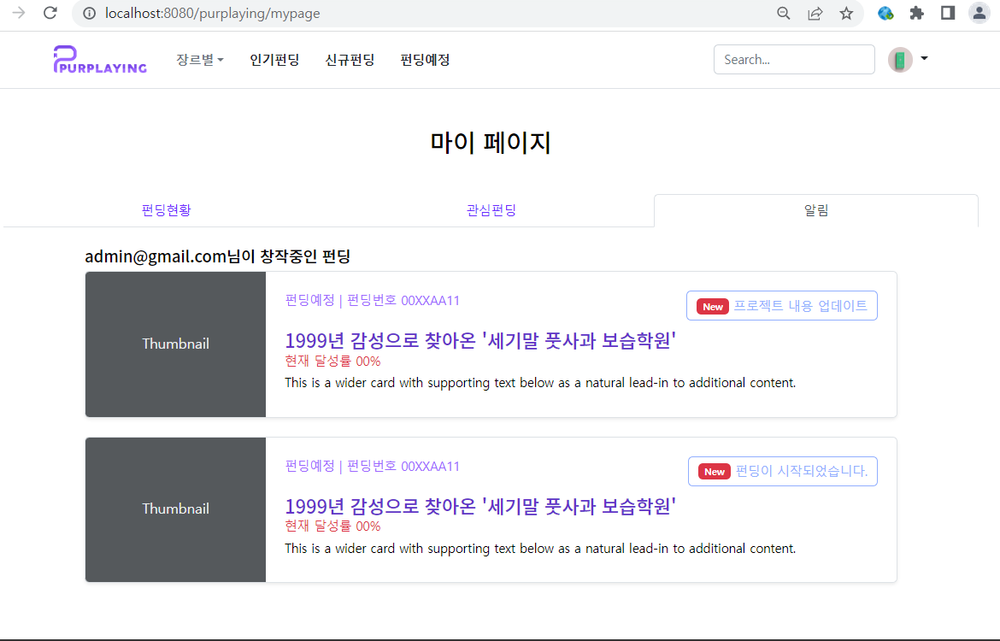 localhost:8080/purplaying/mypage
PURPLAYING 장르별 인기펀딩 신규펀딩 펀딩예정 Search...
마이 페이지
펀딩현황 관심펀딩 알림
admin@gmail.com님이 창작중인 펀딩
Thumbnail
펀딩예정 | 펀딩번호 00XXAA11
New 프로젝트 내용 업데이트
1999년 감성으로 찾아온 '세기말 풋사과 보습학원'
현재 달성률 00%
This is a wider card with supporting text below as a natural lead-in to additional content.
Thumbnail
펀딩예정 | 펀딩번호 00XXAA11
New 펀딩이 시작되었습니다.
1999년 감성으로 찾아온 '세기말 풋사과 보습학원'
현재 달성률 00%
This is a wider card with supporting text below as a natural lead-in to additional content.